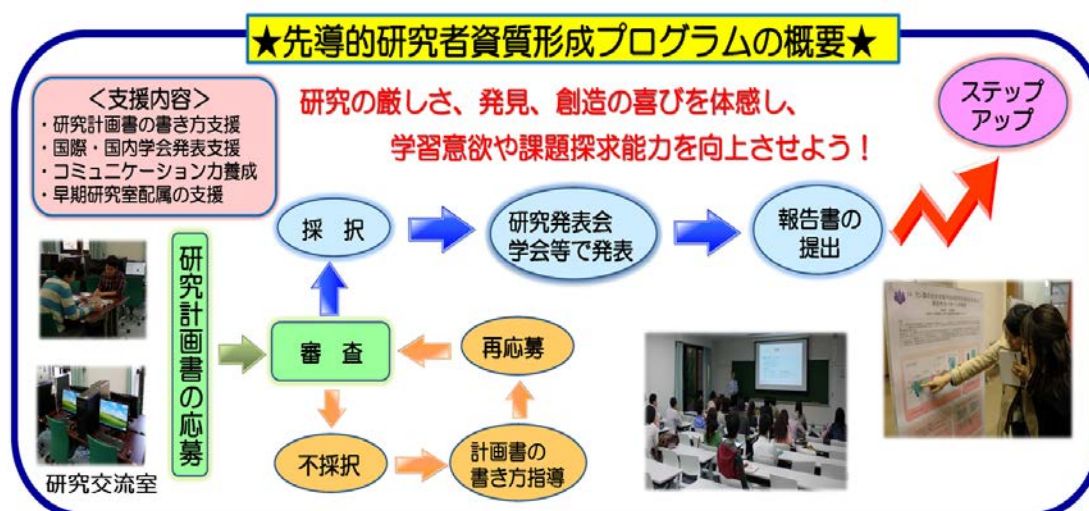 ★先導的研究者資質形成プログラムの概要★
<支援内容>
・研究計画書の書き方支援
・国際・国内学会発表支援
・コミュニケーション力養成
・早期研究室配属の支援
研究の厳しさ、発見、創造の喜びを体感し、
学習意欲や課題探求能力を向上させよう！
ステップ
アップ
研究計画書の応募
採 択
研究発表会
学会等で発表
報告書の
提出
審 査
再応募
不採択
計画書の
書き方指導
研究交流室